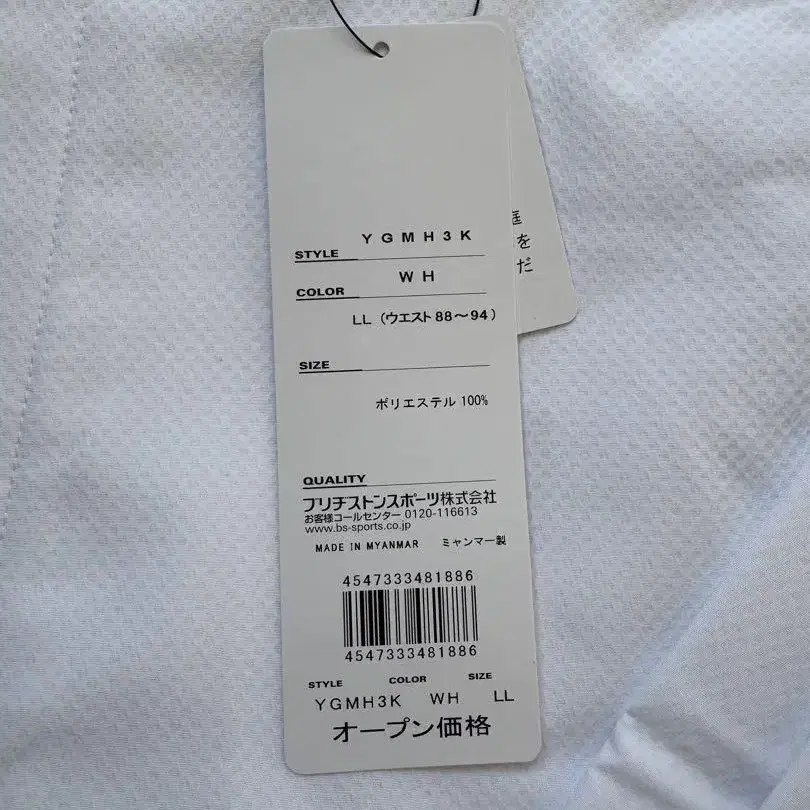 YGMH3K
STYLE
WH
COLOR
LL (ウエスト88〜94)
SIZE
ポリエステル 100%
QUALITY
ブリヂストンスポーツ株式会社
お客様コールセンター 0120-116613
www.bs-sports.co.jp
MADE IN MYANMAR ミャンマー製
4547333481886
4547333481886
STYLE COLOR SIZE
YGMH3K WH LL
オープン価格
を
だ